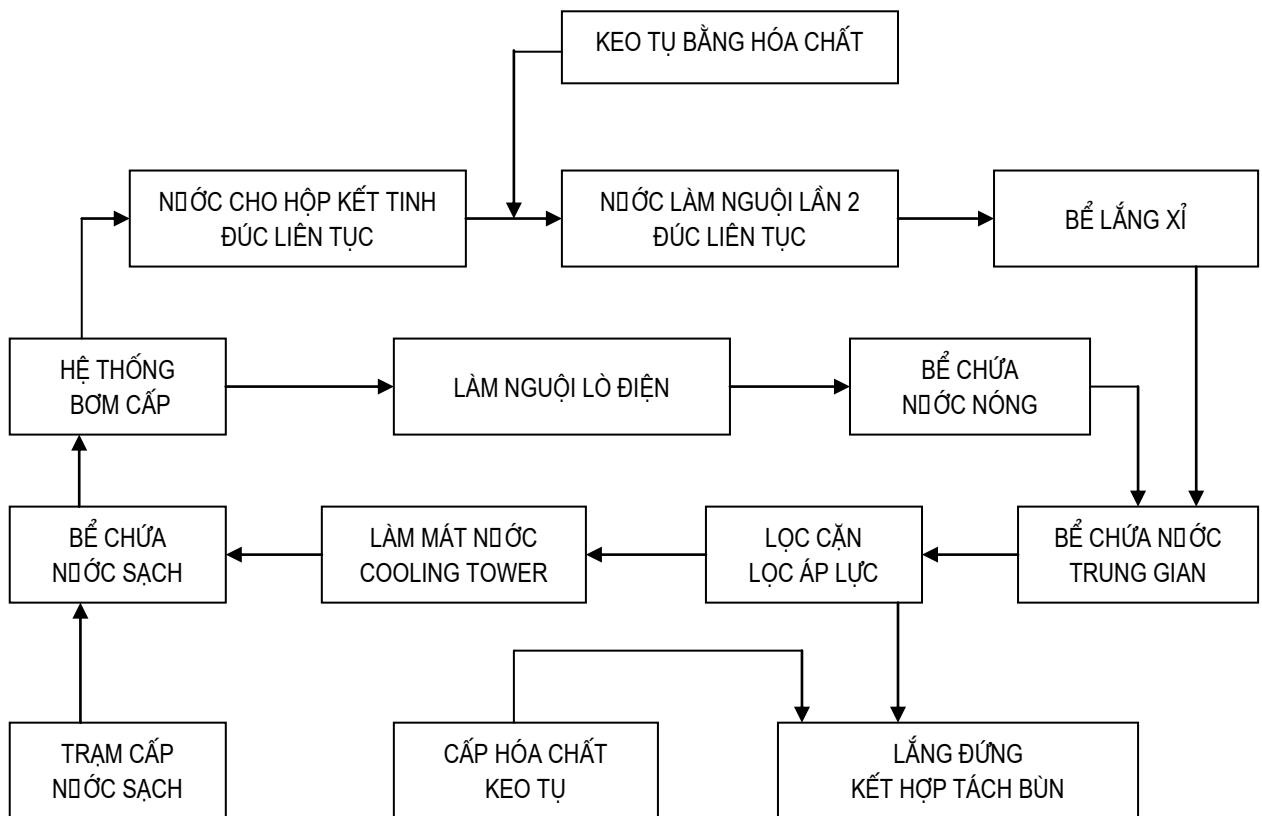 KEO TỤ BẰNG HÓA CHẤT
N□ỚC CHO HỘP KẾT TINH
ĐÚC LIÊN TỤC
N□ỚC LÀM NGUỘI LẦN 2
ĐÚC LIÊN TỤC
BỂ LẮNG XỈ
HỆ THỐNG
BƠM CẤP
LÀM NGUỘI LÒ ĐIỆN
BỂ CHỨA
N□ỚC NÓNG
BỂ CHỨA
N□ỚC SẠCH
LÀM MÁT N□ỚC
COOLING TOWER
LỌC CẶN
LỌC ÁP LỰC
BỂ CHỨA N□ỚC
TRUNG GIAN
TRẠM CẤP
N□ỚC SẠCH
CẤP HÓA CHẤT
KEO TỤ
LẮNG ĐỨNG
KẾT HỢP TÁCH BÙN